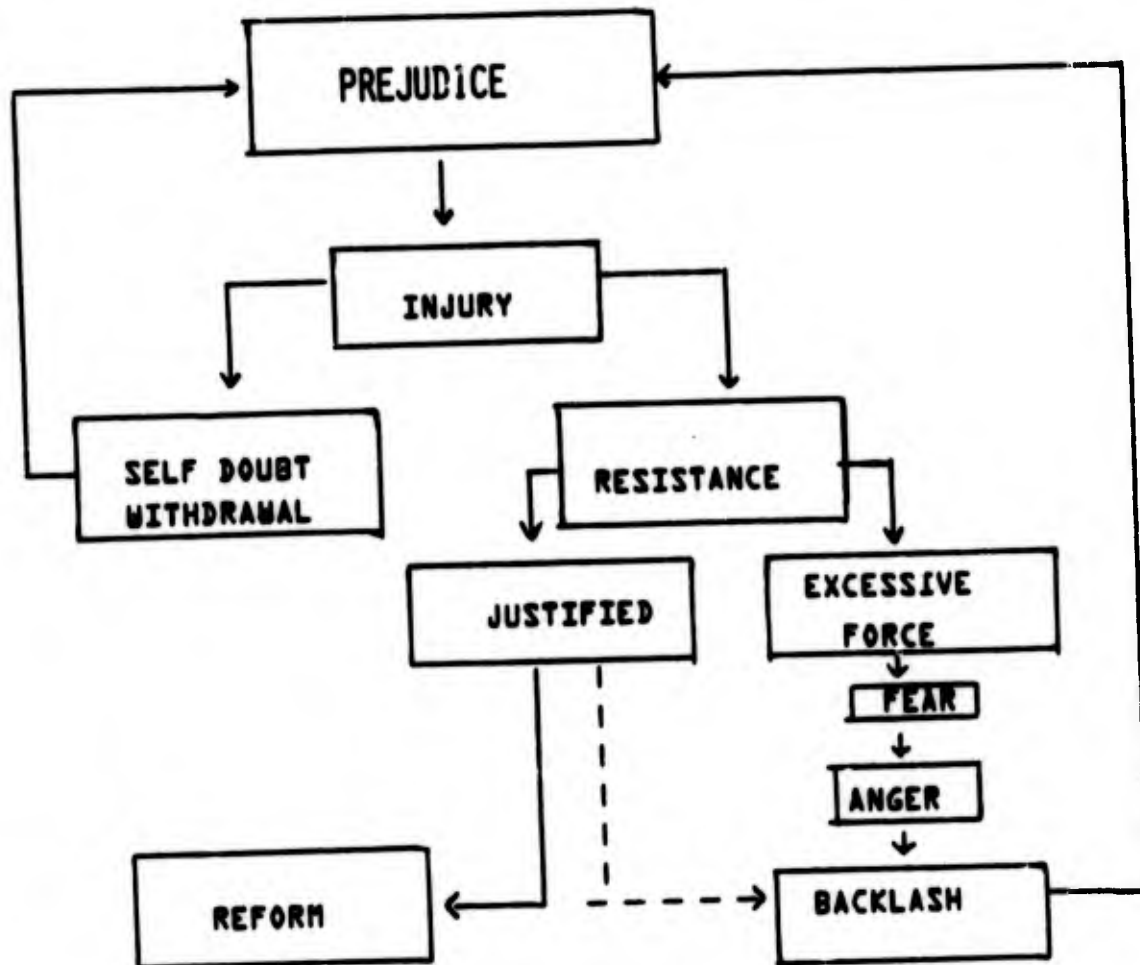 PREJUDiCE
INJURY
SELF DOUBT
WITHDRAWAL
RESISTANCE
JUSTIFIED
EXCESSIVE
FORCE
FEAR
ANGER
REFORM
BACKLASH